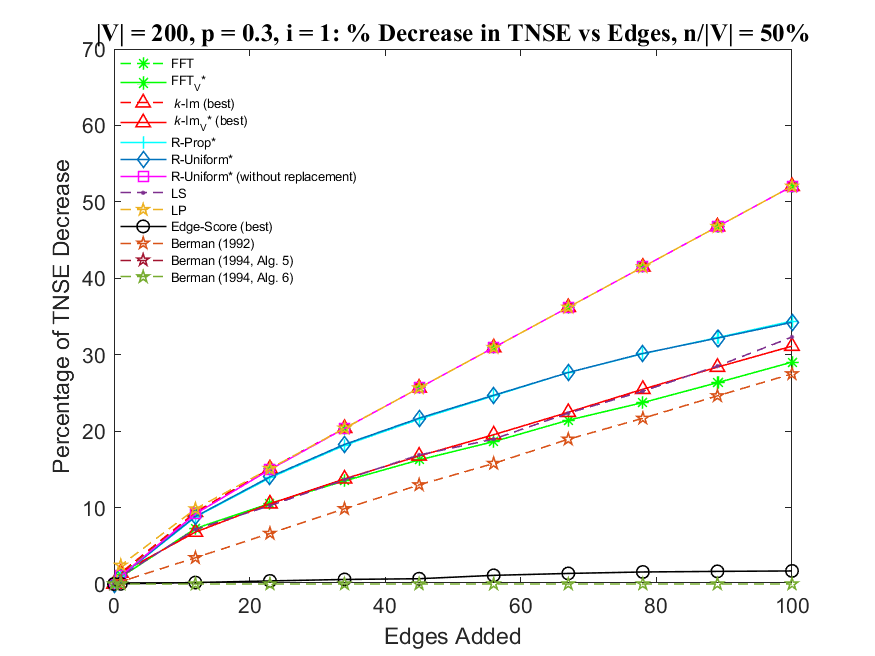 |V| = 200, p = 0.3, i = 1: % Decrease in TNSE vs Edges, n/|V| = 50%
70
60
50
40
30
20
10
0
Percentage of TNSE Decrease
FFT
FFT_V*
k-Im (best)
k-Im_V* (best)
R-Prop*
R-Uniform*
R-Uniform* (without replacement)
LS
LP
Edge-Score (best)
Berman (1992)
Berman (1994, Alg. 5)
Berman (1994, Alg. 6)
0 20 40 60 80 100
Edges Added